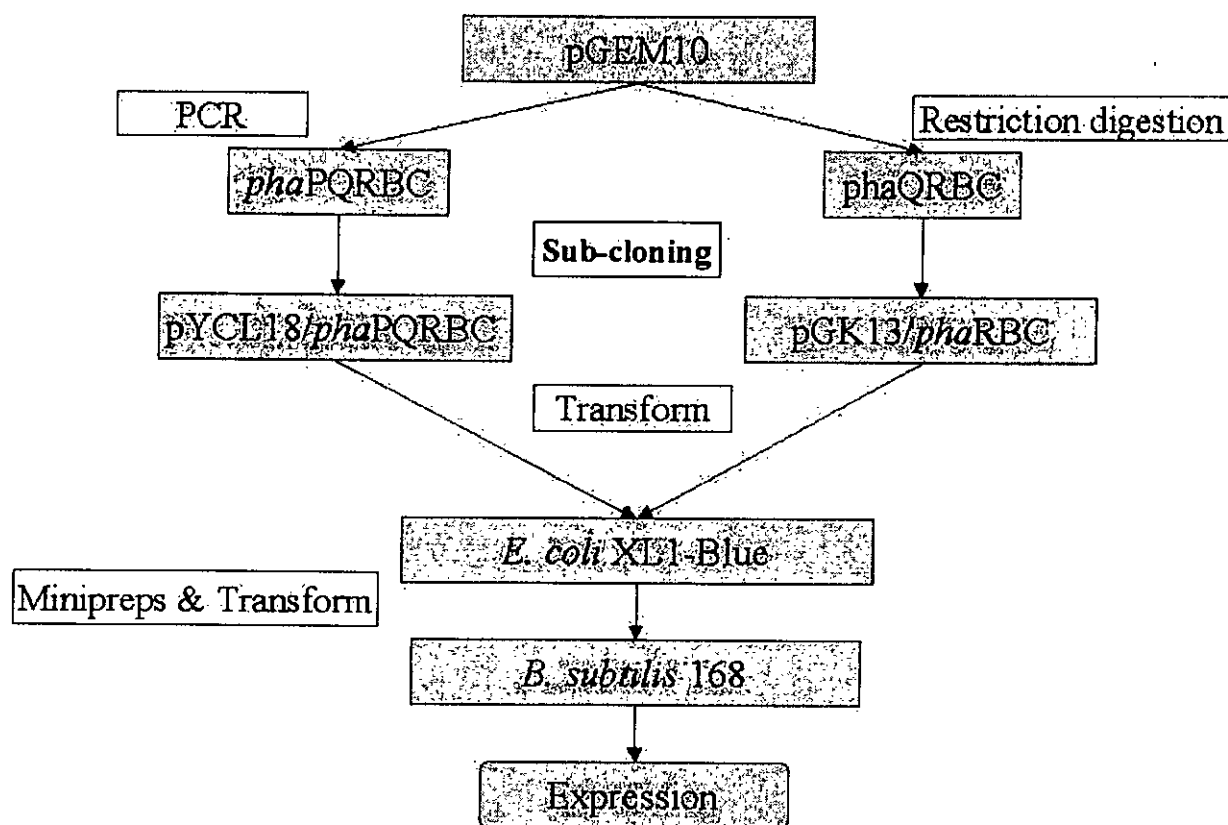 pGEM10
PCR
Restriction digestion
phaPQRBC
phaQRBC
Sub-cloning
pYCL18/phaPQRBC
pGK13/phaRBC
Transform
E. coli XL1-Blue
Minipreps & Transform
B. subtilis 168
Expression